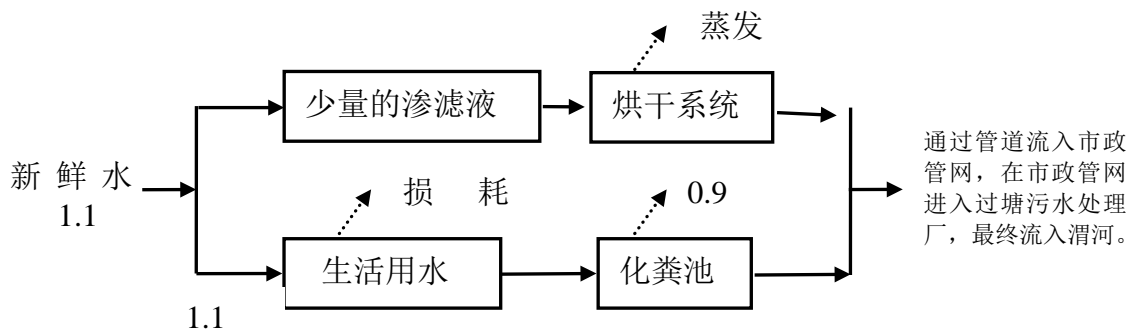 蒸发
少量的渗滤液
烘干系统
新 鲜 水
1.1
损 耗
0.9
生活用水
化粪池
1.1
通过管道流入市政
管网，在市政管网
进入过塘污水处理
厂，最终流入渭河。